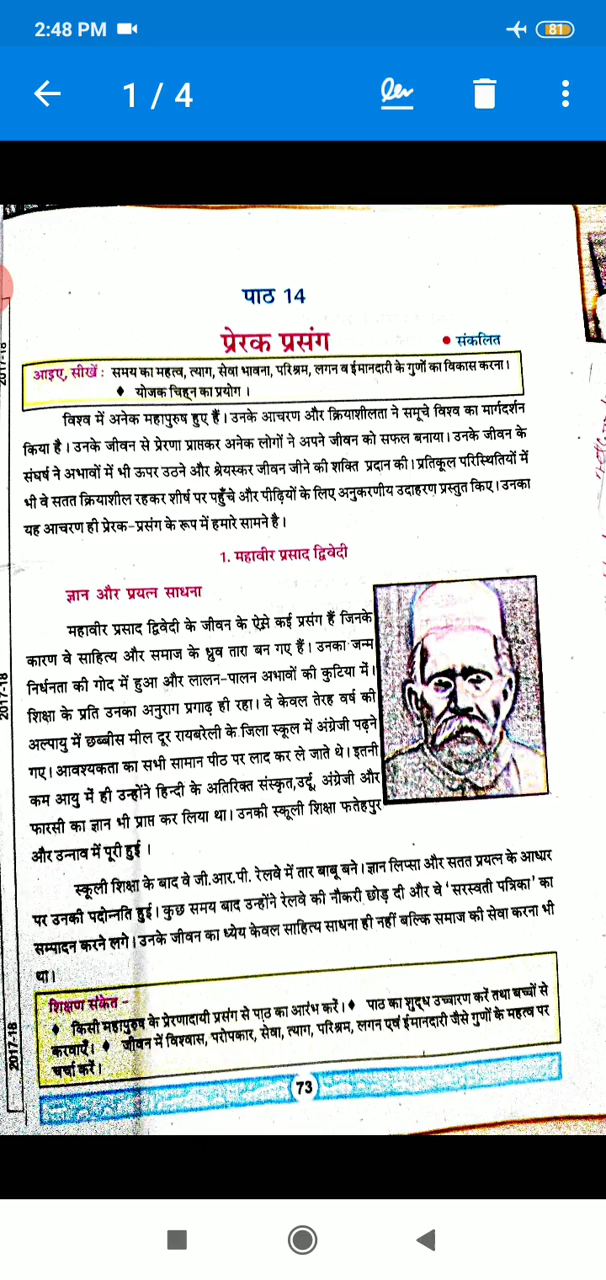 2:48 PM 81
1 / 4
पाठ 14
प्रेरक प्रसंग
• संकलित
आइए, सीखें : समय का महत्व, त्याग, सेवा भावना, परिश्रम, लगन व ईमानदारी के गुणों का विकास करना।
♦ योजक चिह्न का प्रयोग ।
विश्व में अनेक महापुरुष हुए हैं। उनके आचरण और क्रियाशीलता ने समूचे विश्व का मार्गदर्शन
किया है। उनके जीवन से प्रेरणा प्राप्तकर अनेक लोगों ने अपने जीवन को सफल बनाया। उनके जीवन के
संघर्ष ने अभावों में भी ऊपर उठने और श्रेयस्कर जीवन जीने की शक्ति प्रदान की। प्रतिकूल परिस्थितियों में
भी वे सतत क्रियाशील रहकर शीर्ष पर पहुँचे और पीढ़ियों के लिए अनुकरणीय उदाहरण प्रस्तुत किए। उनका
यह आचरण ही प्रेरक-प्रसंग के रूप में हमारे सामने है।
1. महावीर प्रसाद द्विवेदी
ज्ञान और प्रयत्न साधना
महावीर प्रसाद द्विवेदी के जीवन के ऐसे कई प्रसंग हैं जिनके
कारण वे साहित्य और समाज के ध्रुव तारा बन गए हैं। उनका जन्म
निर्धनता की गोद में हुआ और लालन-पालन अभावों की कुटिया में।
शिक्षा के प्रति उनका अनुराग प्रगाढ़ ही रहा। वे केवल तेरह वर्ष की
अल्पायु में छब्बीस मील दूर रायबरेली के जिला स्कूल में अंग्रेजी पढ़ने
गए। आवश्यकता का सभी सामान पीठ पर लाद कर ले जाते थे। इतनी
कम आयु में ही उन्होंने हिन्दी के अतिरिक्त संस्कृत,उर्दू, अंग्रेजी और
फारसी का ज्ञान भी प्राप्त कर लिया था। उनकी स्कूली शिक्षा फतेहपुर
और उन्नाव में पूरी हुई ।
स्कूली शिक्षा के बाद वे जी.आर.पी. रेलवे में तार बाबू बने। ज्ञान लिप्सा और सतत प्रयत्न के आधार
पर उनकी पदोन्नति हुई। कुछ समय बाद उन्होंने रेलवे की नौकरी छोड़ दी और वे 'सरस्वती पत्रिका' का
सम्पादन करने लगे। उनके जीवन का ध्येय केवल साहित्य साधना ही नहीं बल्कि समाज की सेवा करना भी
था।
शिक्षण संकेत -
♦ किसी महापुरुष के प्रेरणादायी प्रसंग से पाठ का आरंभ करें। ♦ पाठ का शुद्ध उच्चारण करें तथा बच्चों से
करवाएँ। ♦ जीवन में विश्वास, परोपकार, सेवा, त्याग, परिश्रम, लगन एवं ईमानदारी जैसे गुणों के महत्व पर
चर्चा करें।
73
2017-18
2017-18
2017-18